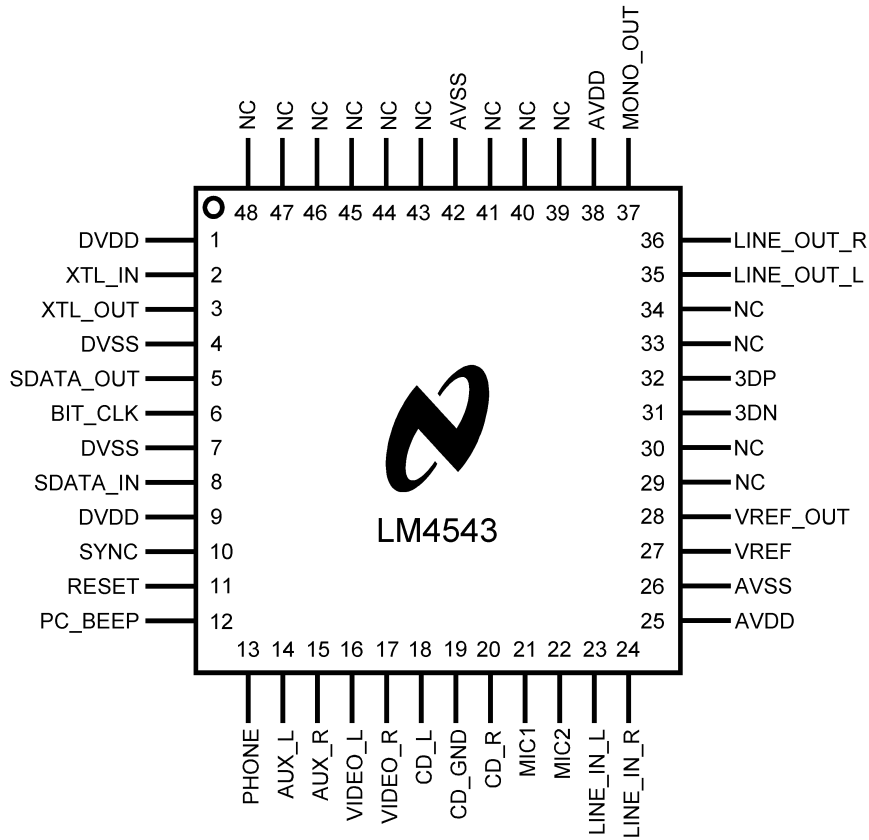 NC NC NC NC NC NC AVSS NC NC NC AVDD MONO_OUT
48 47 46 45 44 43 42 41 40 39 38 37
DVDD 1 36 LINE_OUT_R
XTL_IN 2 35 LINE_OUT_L
XTL_OUT 3 34 NC
DVSS 4 33 NC
SDATA_OUT 5 32 3DP
BIT_CLK 6 31 3DN
DVSS 7 30 NC
SDATA_IN 8 29 NC
DVDD 9 28 VREF_OUT
LM4543
SYNC 10 27 VREF
RESET 11 26 AVSS
PC_BEEP 12 25 AVDD
13 14 15 16 17 18 19 20 21 22 23 24
PHONE AUX_L AUX_R VIDEO_L VIDEO_R CD_L CD_GND CD_R MIC1 MIC2 LINE_IN_L LINE_IN_R